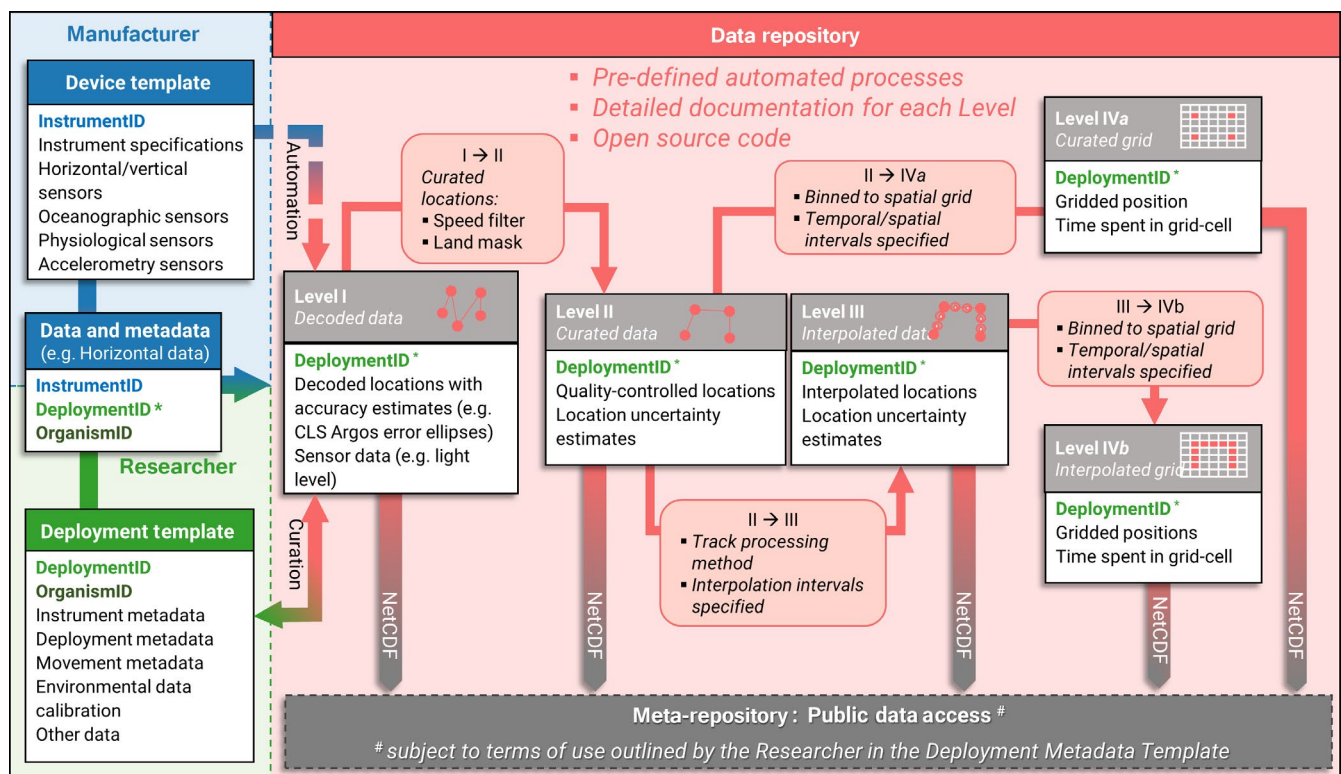 Manufacturer
Device template
InstrumentID
Instrument specifications
Horizontal/vertical
sensors
Oceanographic sensors
Physiological sensors
Accelerometry sensors
Data and metadata
(e.g. Horizontal data)
InstrumentID
DeploymentID *
OrganismID
Researcher
Deployment template
DeploymentID
OrganismID
Instrument metadata
Deployment metadata
Movement metadata
Environmental data
calibration
Other data
Data repository
▪ Pre-defined automated processes
▪ Detailed documentation for each Level
▪ Open source code
Automation
Curation
I → II
Curated
locations:
▪ Speed filter
▪ Land mask
Level I
Decoded data
DeploymentID *
Decoded locations with
accuracy estimates (e.g.
CLS Argos error ellipses)
Sensor data (e.g. light
level)
Level II
Curated data
DeploymentID *
Quality-controlled locations
Location uncertainty
estimates
II → III
▪ Track processing
method
▪ Interpolation intervals
specified
Level III
Interpolated data
DeploymentID *
Interpolated locations
Location uncertainty
estimates
II → IVa
▪ Binned to spatial grid
▪ Temporal/spatial
intervals specified
Level IVa
Curated grid
DeploymentID *
Gridded position
Time spent in grid-cell
III → IVb
▪ Binned to spatial grid
▪ Temporal/spatial
intervals specified
Level IVb
Interpolated grid
DeploymentID *
Gridded positions
Time spent in grid-cell
NetCDF
NetCDF
NetCDF
NetCDF
NetCDF
Meta-repository: Public data access #
# subject to terms of use outlined by the Researcher in the Deployment Metadata Template